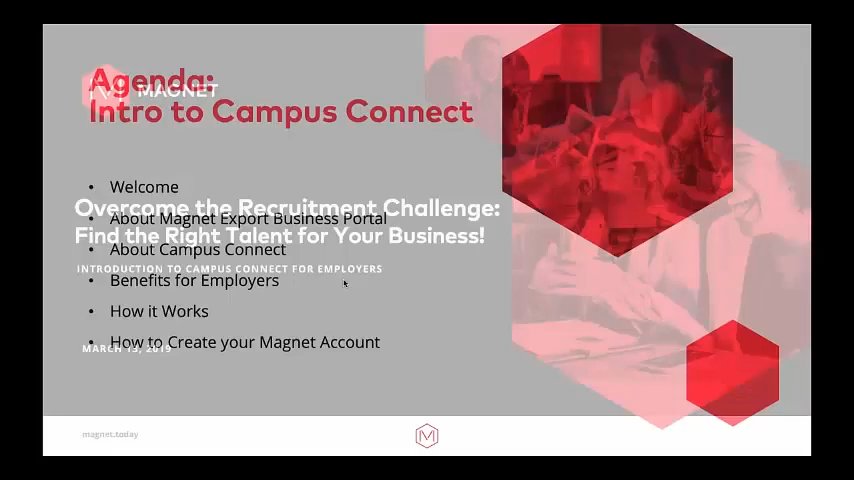 Agenda:
MAGNET
Intro to Campus Connect
• Welcome
Overcome the Recruitment Challenge:
• About Magnet Export Business Portal
Find the Right Talent for Your Business!
• About Campus Connect
INTRODUCTION TO CAMPUS CONNECT FOR EMPLOYERS
• Benefits for Employers
• How it Works
• How to Create your Magnet Account
MARCH 13, 2019
magnet.today